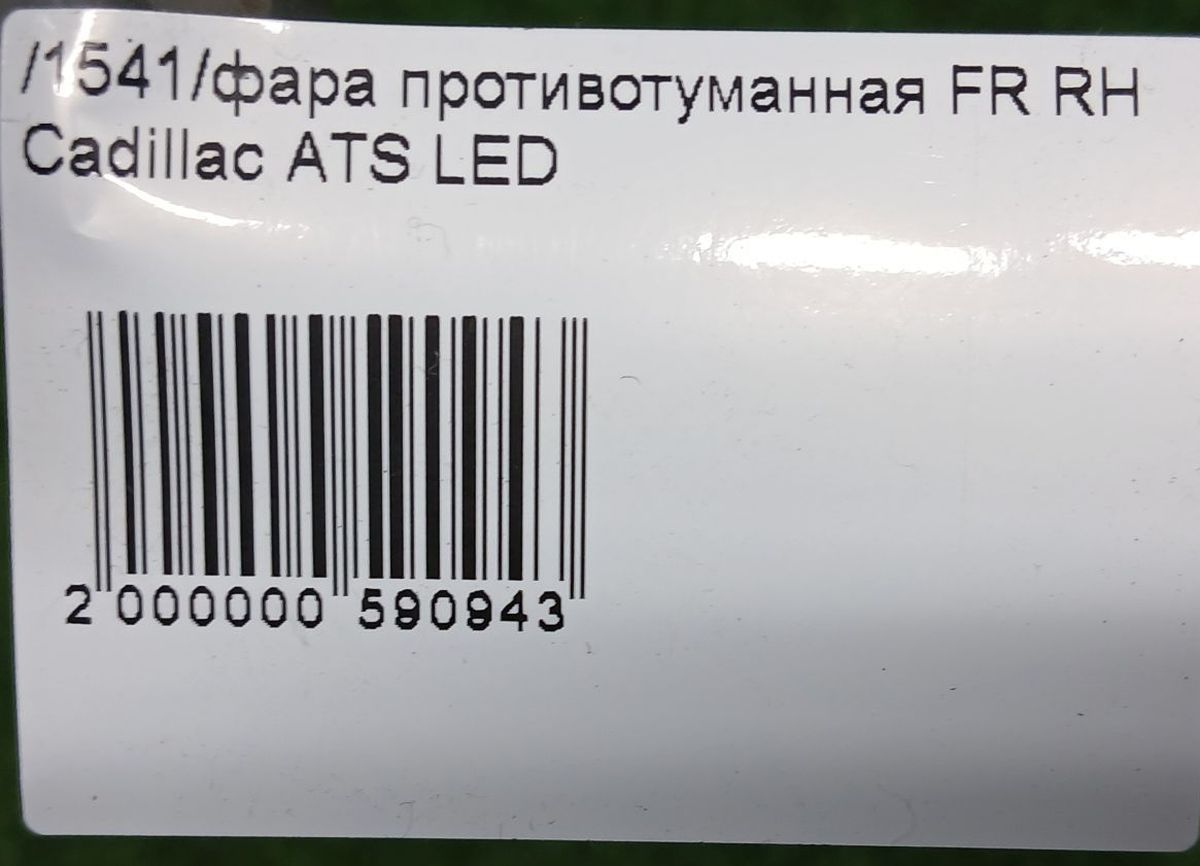 /1541/фара противотуманная FR RH
Cadillac ATS LED
2 000000 590943